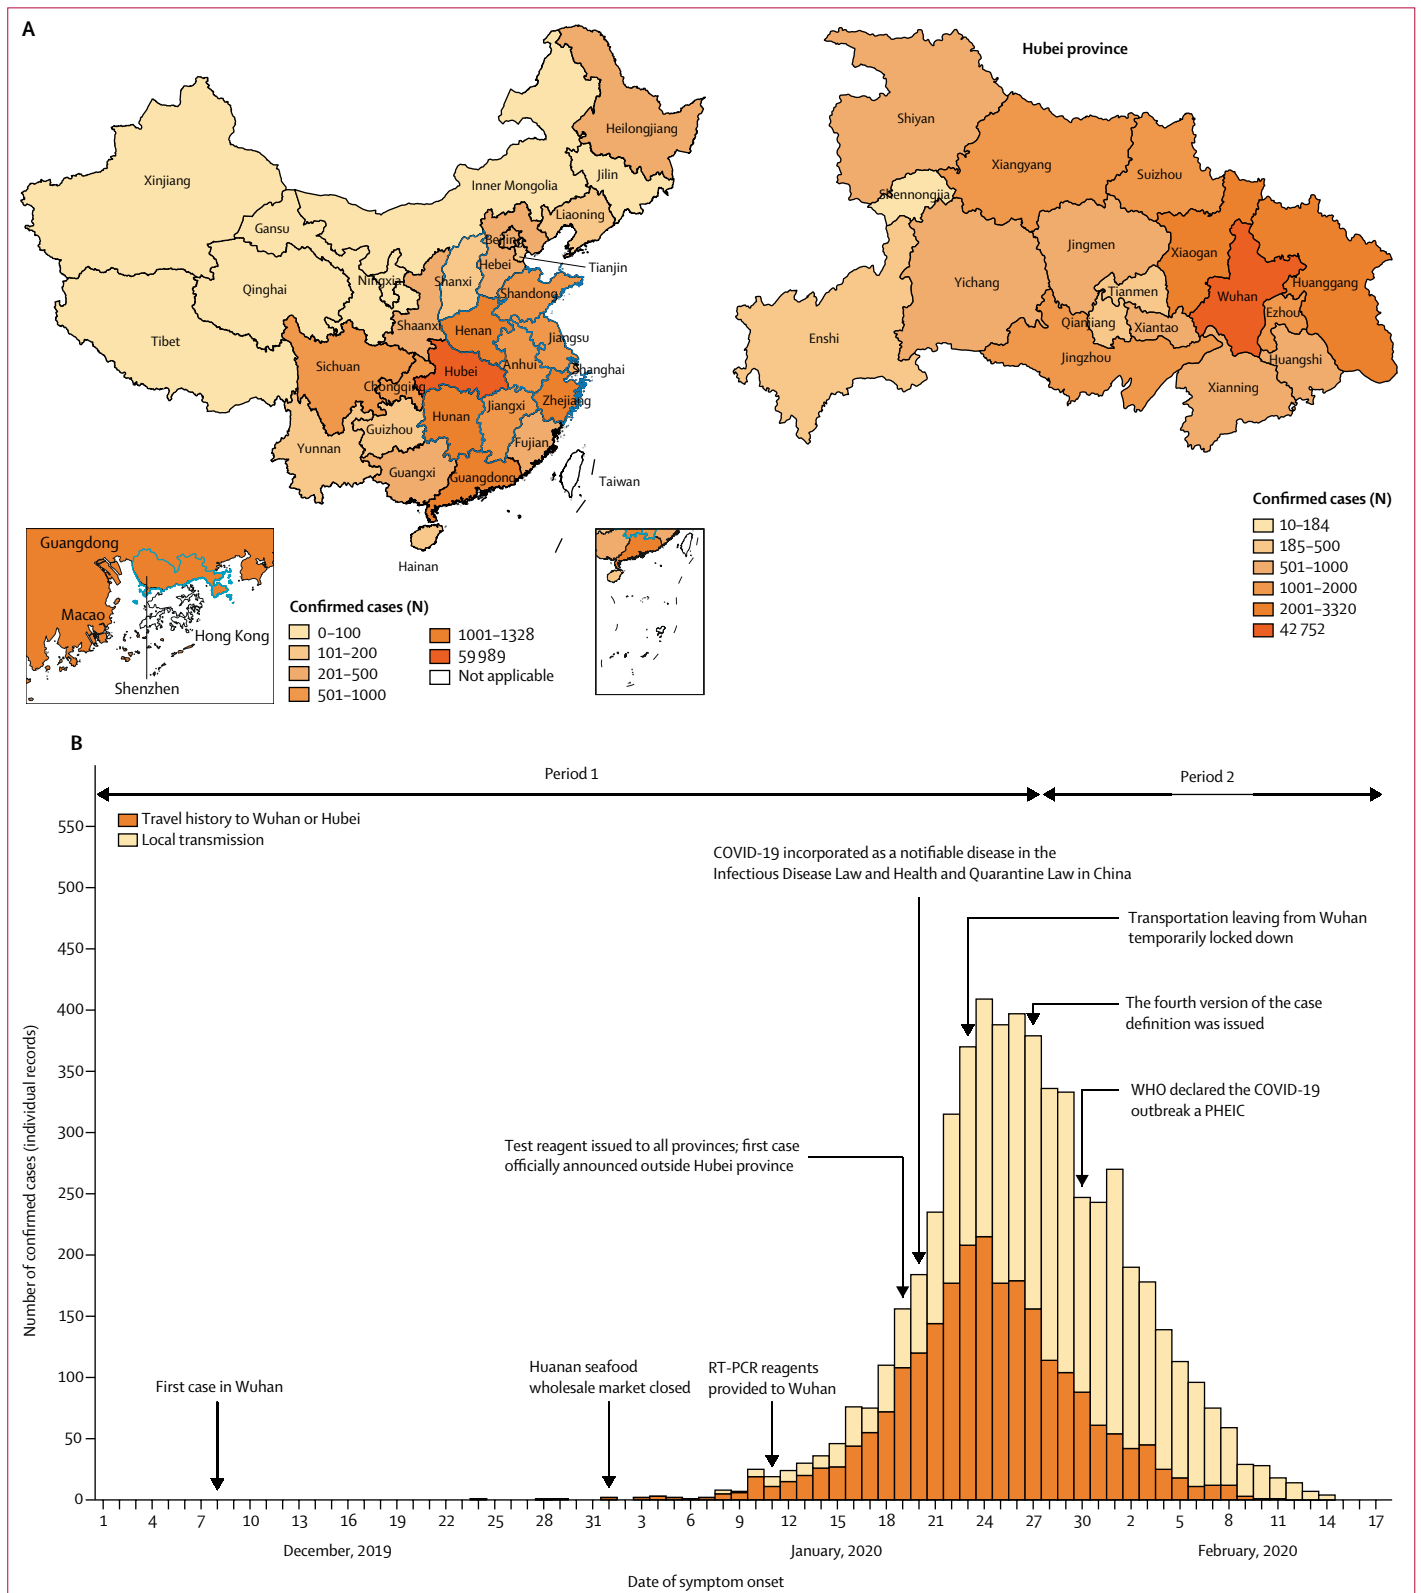 A
Hubei province
Heilongjiang
Xinjiang
Inner Mongolia
Jilin
Gansu
Liaoning
Beijing
Tianjin
Hebei
Ningxia
Shanxi
Qinghai
Shandong
Shaanxi
Henan
Tibet
Jiangsu
Sichuan
Anhui
Hubei
Shanghai
Chongqing
Zhejiang
Jiangxi
Hunan
Guizhou
Fujian
Yunnan
Guangxi
Guangdong
Taiwan
Hainan
Shiyan
Xiangyang
Suizhou
Shennongjia
Jingmen
Xiaogan
Yichang
Huanggang
Tianmen
Wuhan
Ezhou
Qianjiang
Xiantao
Enshi
Jingzhou
Huangshi
Xianning
Guangdong
Macao
Hong Kong
Shenzhen
Confirmed cases (N)
0–100
101–200
201–500
501–1000
1001–1328
59 989
Not applicable
Confirmed cases (N)
10–184
185–500
501–1000
1001–2000
2001–3320
42 752
B
Period 1
Period 2
Travel history to Wuhan or Hubei
Local transmission
COVID-19 incorporated as a notifiable disease in the
Infectious Disease Law and Health and Quarantine Law in China
Transportation leaving from Wuhan
temporarily locked down
The fourth version of the case
definition was issued
WHO declared the COVID-19
outbreak a PHEIC
Test reagent issued to all provinces; first case
officially announced outside Hubei province
Huanan seafood
wholesale market closed
RT-PCR reagents
provided to Wuhan
First case in Wuhan
Number of confirmed cases (individual records)
550
500
450
400
350
300
250
200
150
100
50
0
1 4 7 10 13 16 19 22 25 28 31 3 6 9 12 15 18 21 24 27 30 2 5 8 11 14 17
December, 2019 January, 2020 February, 2020
Date of symptom onset